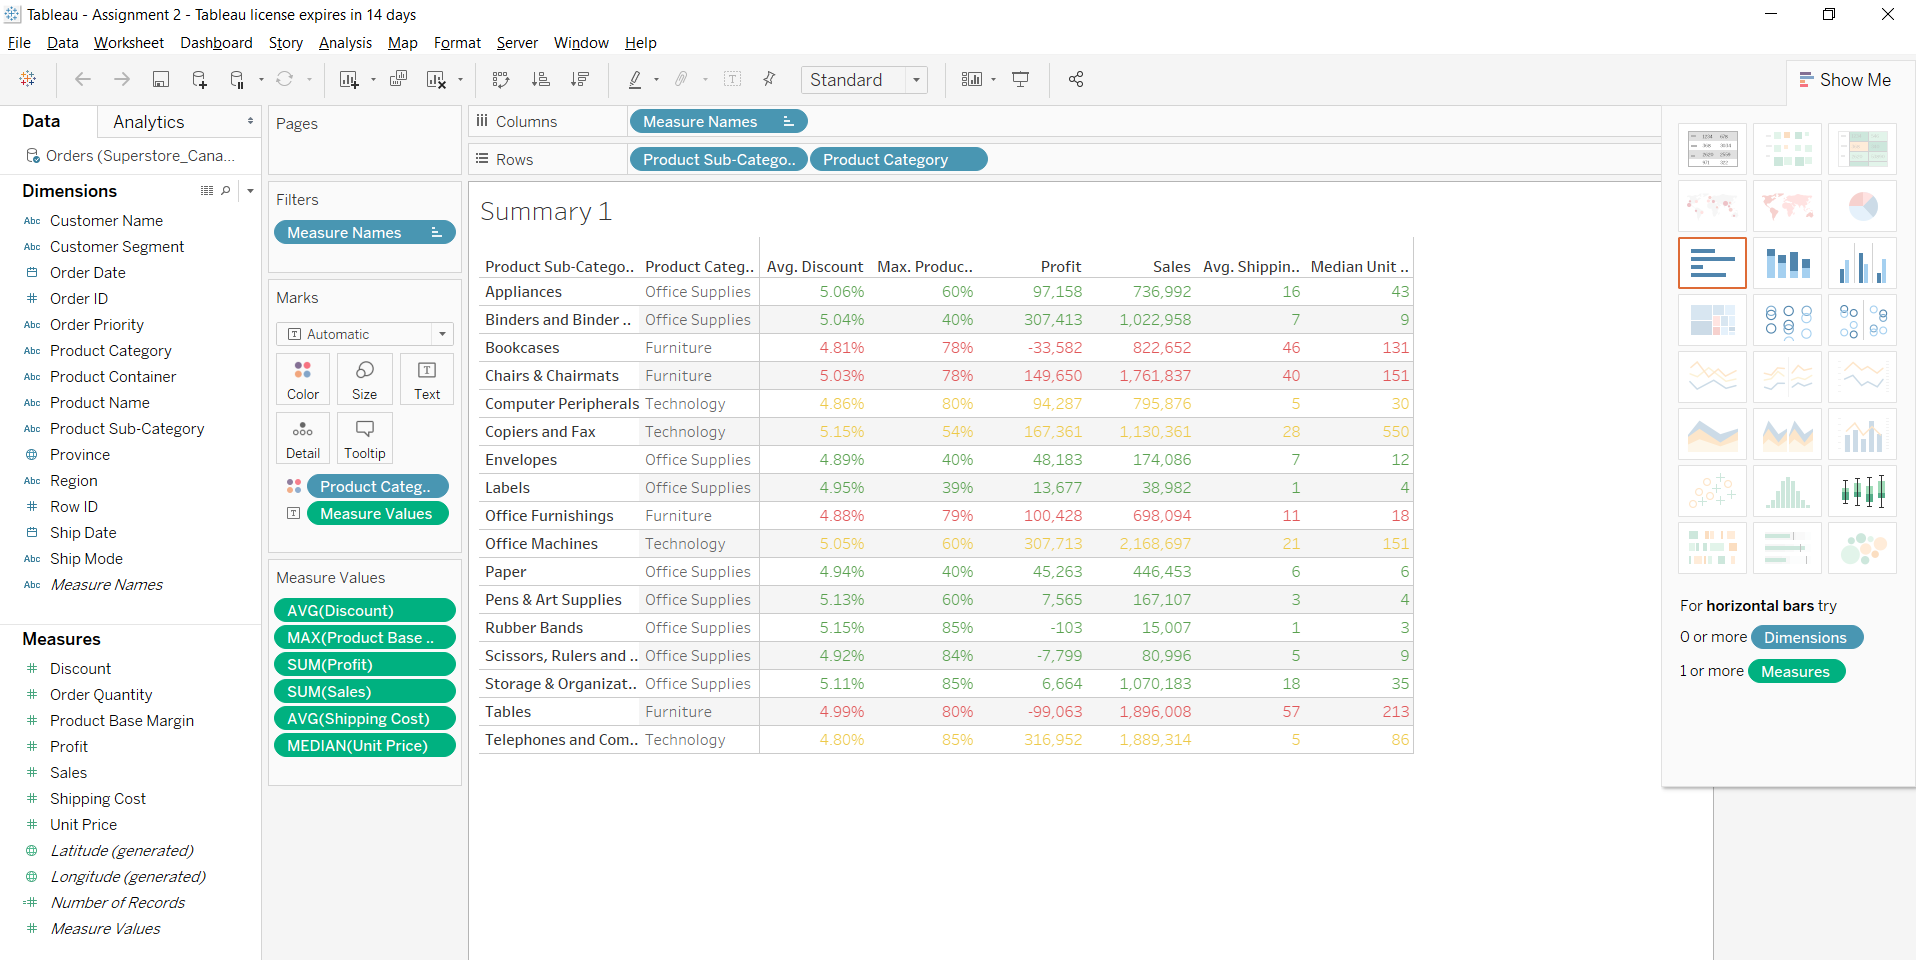 Tableau - Assignment 2 - Tableau license expires in 14 days
File Data Worksheet Dashboard Story Analysis Map Format Server Window Help
Standard
Show Me
Data Analytics
Orders (Superstore_Cana...
Dimensions
Abc Customer Name
Abc Customer Segment
Order Date
# Order ID
Abc Order Priority
Abc Product Category
Abc Product Container
Abc Product Name
Abc Product Sub-Category
Province
Abc Region
# Row ID
Ship Date
Abc Ship Mode
Abc Measure Names
Measures
# Discount
# Order Quantity
# Product Base Margin
# Profit
# Sales
# Shipping Cost
# Unit Price
Latitude (generated)
Longitude (generated)
=# Number of Records
# Measure Values
Pages
Filters
Measure Names
Marks
T Automatic
Color Size T Text
Detail Tooltip
Product Categ..
T Measure Values
Measure Values
AVG(Discount)
MAX(Product Base ..
SUM(Profit)
SUM(Sales)
AVG(Shipping Cost)
MEDIAN(Unit Price)
Columns Measure Names
Rows Product Sub-Catego.. Product Category
Summary 1
Product Sub-Catego.. Product Categ.. Avg. Discount Max. Produc.. Profit Sales Avg. Shippin.. Median Unit ..
Appliances Office Supplies 5.06% 60% 97,158 736,992 16 43
Binders and Binder .. Office Supplies 5.04% 40% 307,413 1,022,958 7 9
Bookcases Furniture 4.81% 78% -33,582 822,652 46 131
Chairs & Chairmats Furniture 5.03% 78% 149,650 1,761,837 40 151
Computer Peripherals Technology 4.86% 80% 94,287 795,876 5 30
Copiers and Fax Technology 5.15% 54% 167,361 1,130,361 28 550
Envelopes Office Supplies 4.89% 40% 48,183 174,086 7 12
Labels Office Supplies 4.95% 39% 13,677 38,982 1 4
Office Furnishings Furniture 4.88% 79% 100,428 698,094 11 18
Office Machines Technology 5.05% 60% 307,713 2,168,697 21 151
Paper Office Supplies 4.94% 40% 45,263 446,453 6 6
Pens & Art Supplies Office Supplies 5.13% 60% 7,565 167,107 3 4
Rubber Bands Office Supplies 5.15% 85% -103 15,007 1 3
Scissors, Rulers and .. Office Supplies 4.92% 84% -7,799 80,996 5 9
Storage & Organizat.. Office Supplies 5.11% 85% 6,664 1,070,183 18 35
Tables Furniture 4.99% 80% -99,063 1,896,008 57 213
Telephones and Com.. Technology 4.80% 85% 316,952 1,889,314 5 86
For horizontal bars try
0 or more Dimensions
1 or more Measures